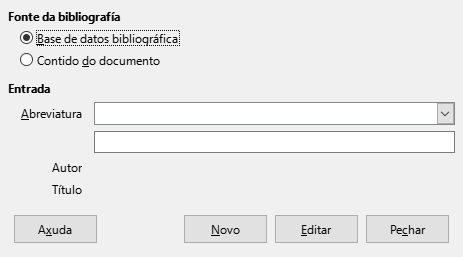 Fonte da bibliografía
Base de datos bibliográfica
Contido do documento
Entrada
Abreviatura
Autor
Título
Axuda Novo Editar Pechar